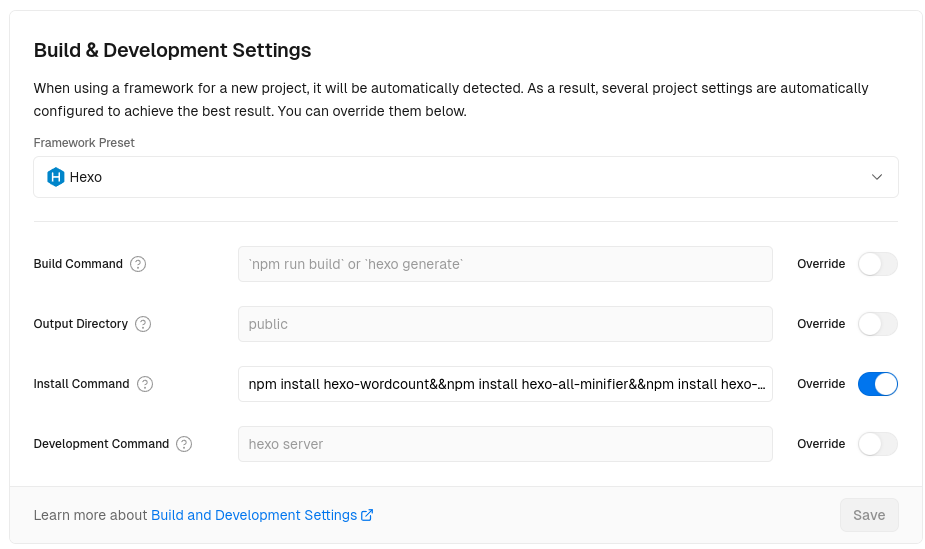 Build & Development Settings
When using a framework for a new project, it will be automatically detected. As a result, several project settings are automatically
configured to achieve the best result. You can override them below.
Framework Preset
Hexo
Build Command ? `npm run build` or `hexo generate` Override
Output Directory ? public Override
Install Command ? npm install hexo-wordcount&&npm install hexo-all-minifier&&npm install hexo-... Override
Development Command ? hexo server Override
Learn more about Build and Development Settings Save